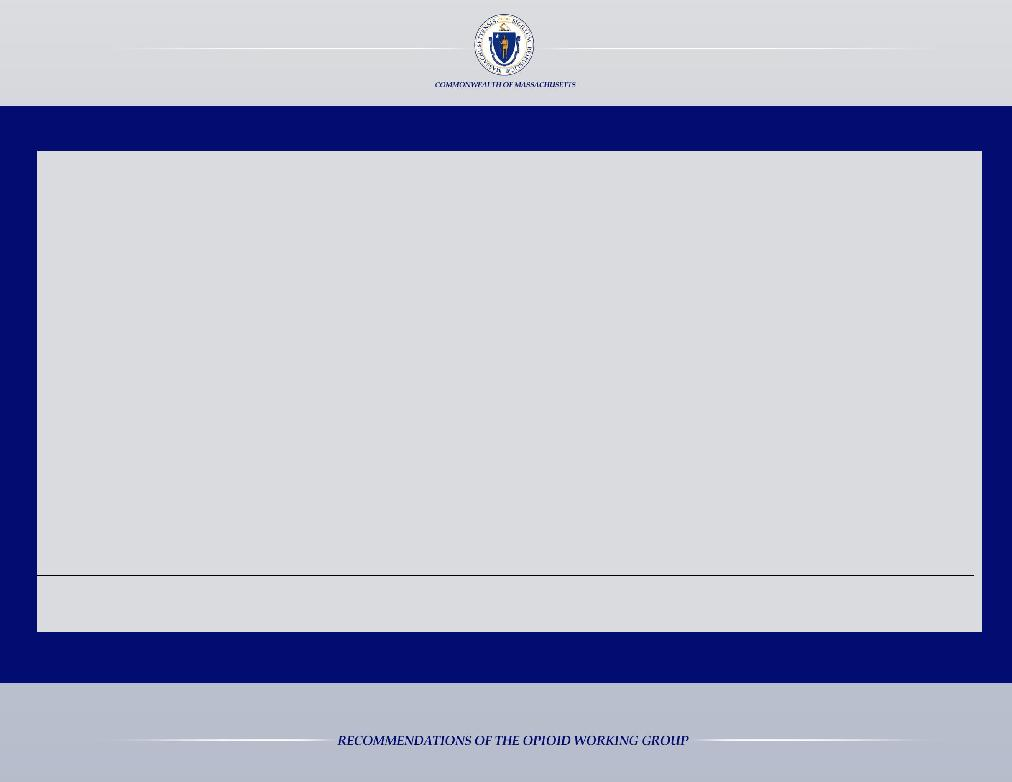 COMMONWEALTH OF MASSACHUSETTS
RECOMMENDATIONS OF THE OPIOID WORKING GROUP